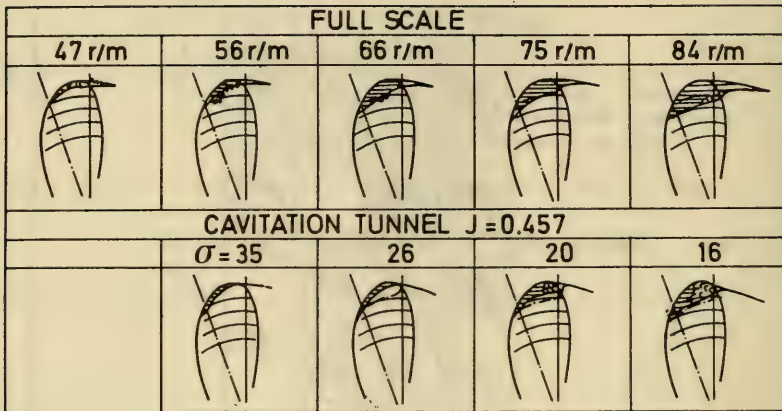 FULL SCALE
47 r/m 56 r/m 66 r/m 75 r/m 84 r/m
CAVITATION TUNNEL J=0.457
σ=35 26 20 16